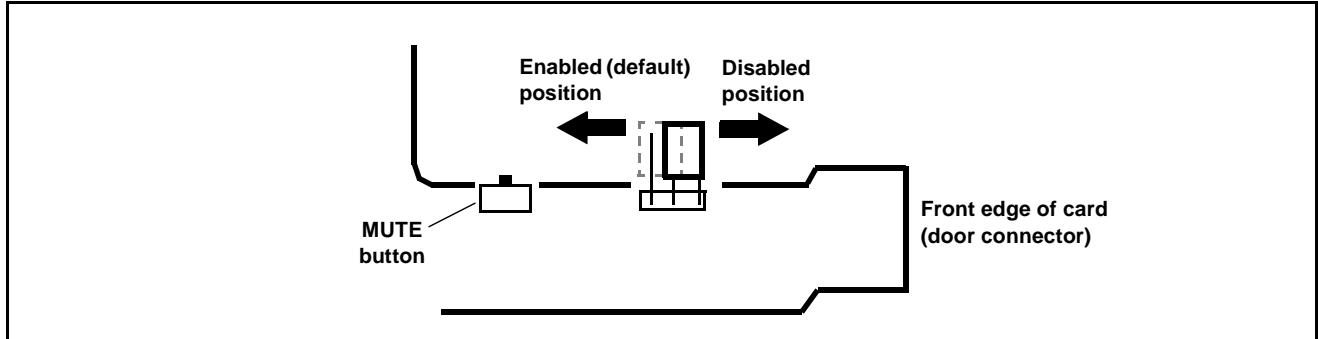 Enabled (default)
position
Disabled
position
MUTE
button
Front edge of card
(door connector)